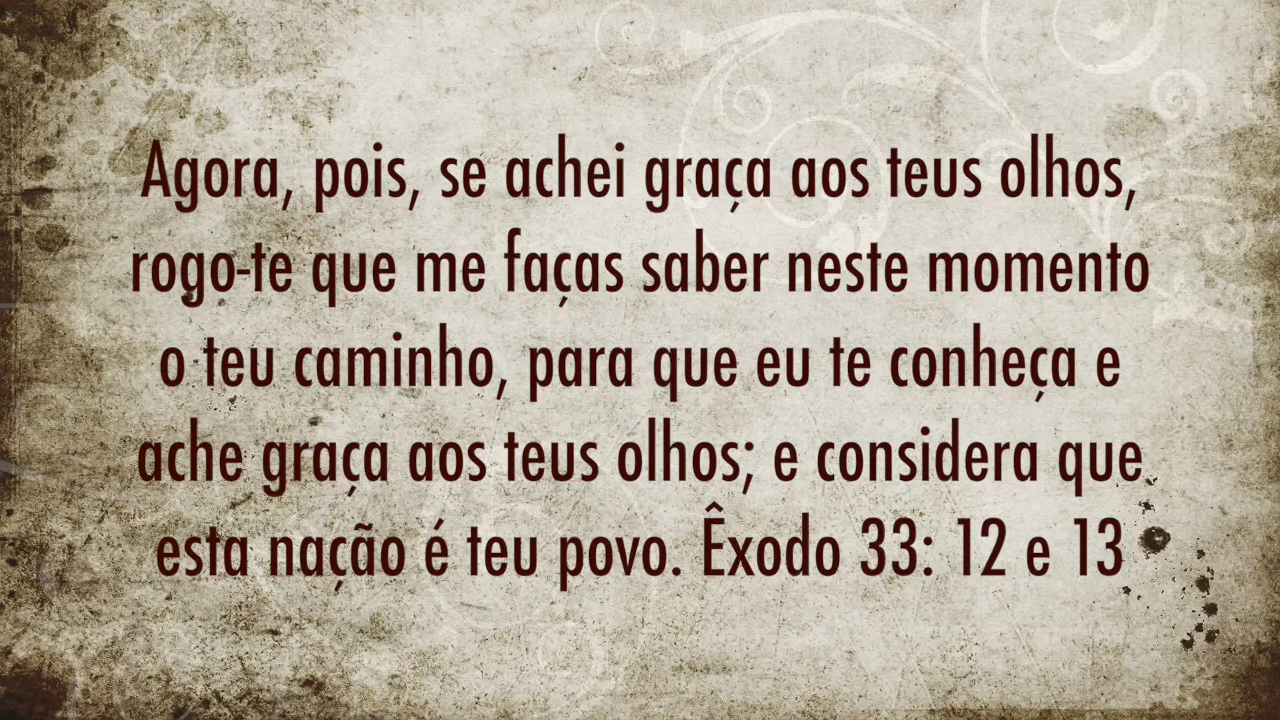 Agora, pois, se achei graça aos teus olhos,
rogo-te que me faças saber neste momento
o teu caminho, para que eu te conheça e
ache graça aos teus olhos; e considera que
esta nação é teu povo. Êxodo 33: 12 e 13